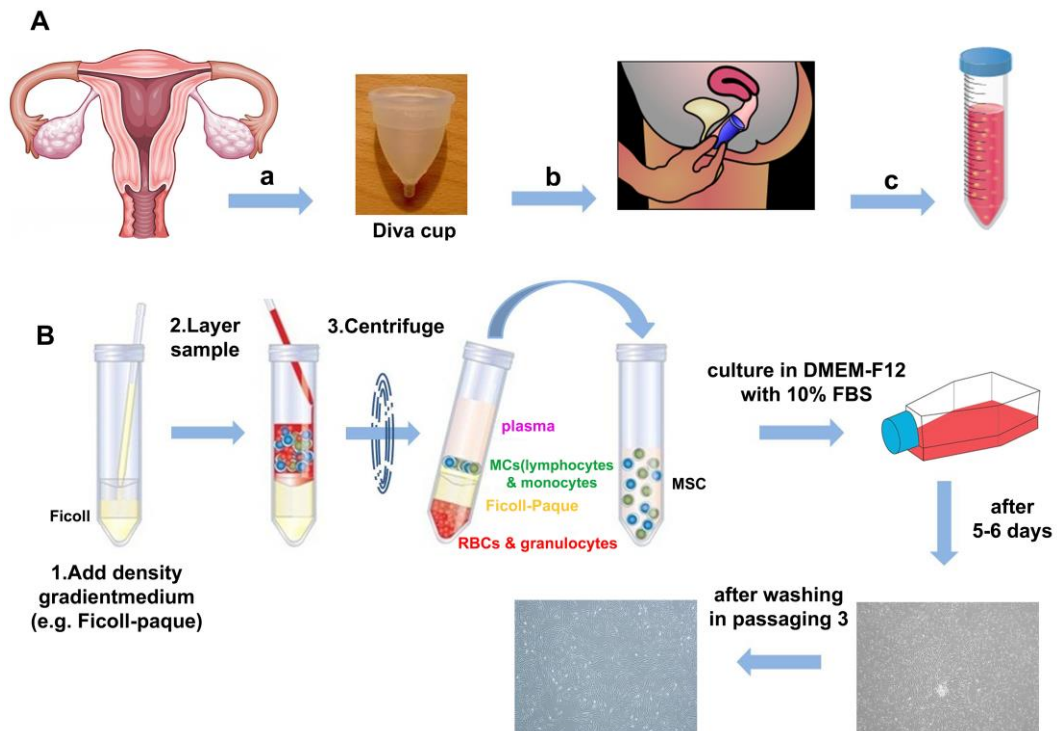 A
a
b
c
Diva cup
B
2.Layer
sample
3.Centrifuge
plasma
MCs(lymphocytes
& monocytes
Ficoll-Paque
RBCs & granulocytes
MSC
culture in DMEM-F12
with 10% FBS
Ficoll
1.Add density
gradientmedium
(e.g. Ficoll-paque)
after
5-6 days
after washing
in passaging 3